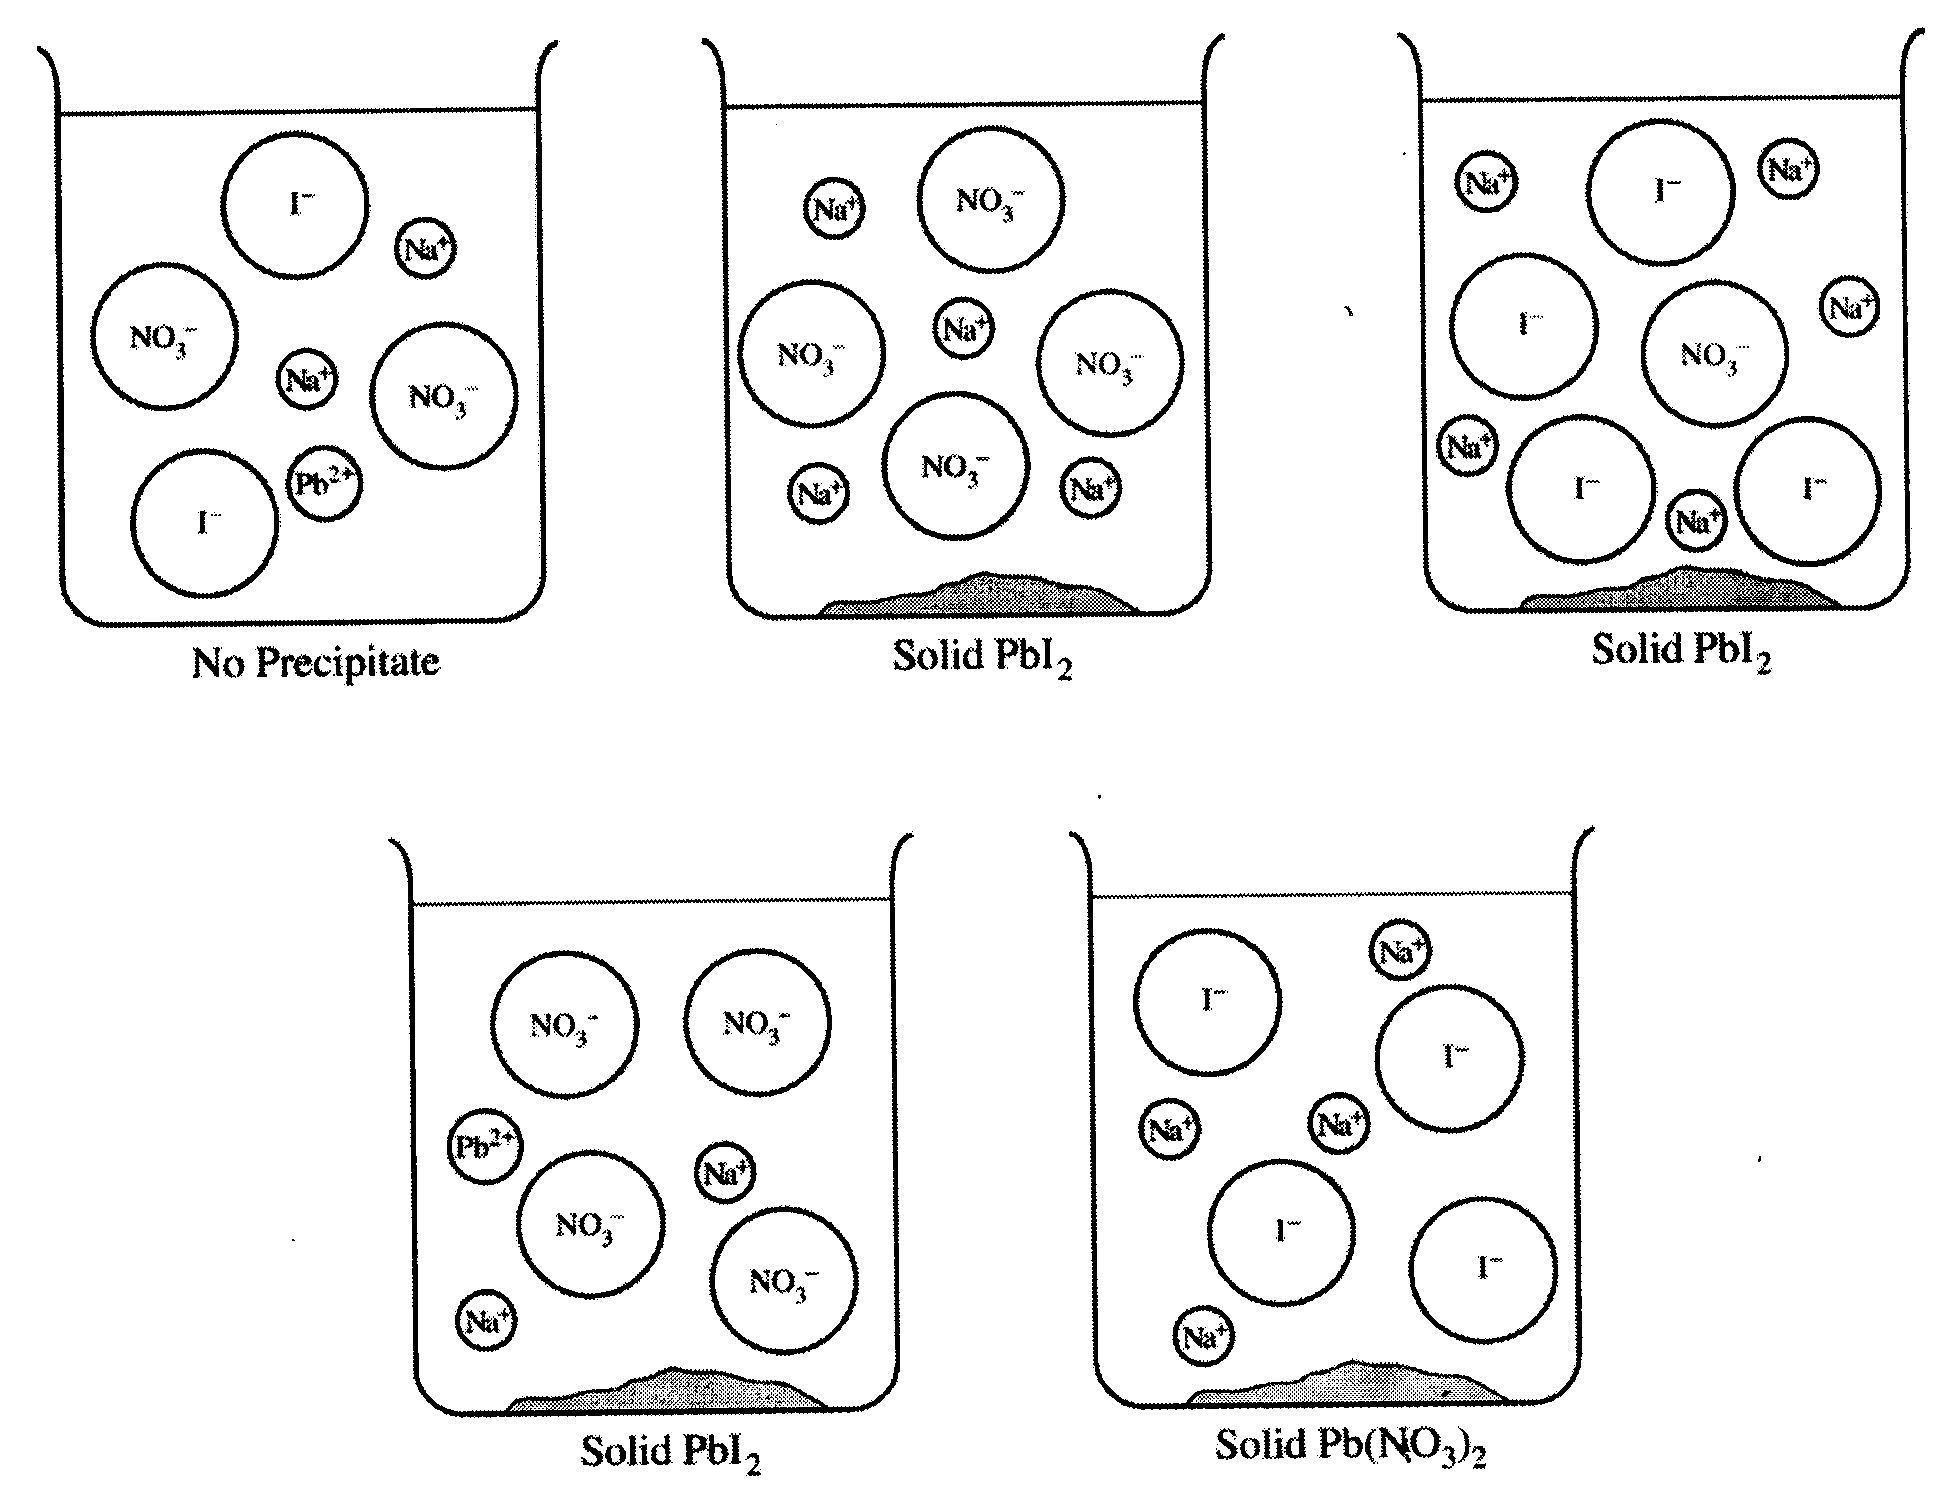 I⁻
Na⁺
NO₃⁻
Na⁺
NO₃⁻
Pb²⁺
I⁻
No Precipitate
Na⁺
NO₃⁻
NO₃⁻
Na⁺
NO₃⁻
NO₃⁻
Na⁺
Na⁺
Solid PbI₂
Na⁺
I⁻
Na⁺
I⁻
NO₃⁻
Na⁺
Na⁺
I⁻
Na⁺
I⁻
Solid PbI₂
NO₃⁻
NO₃⁻
Pb²⁺
Na⁺
NO₃⁻
NO₃⁻
Na⁺
Solid PbI₂
I⁻
Na⁺
I⁻
Na⁺
Na⁺
I⁻
I⁻
Na⁺
Solid Pb(NO₃)₂